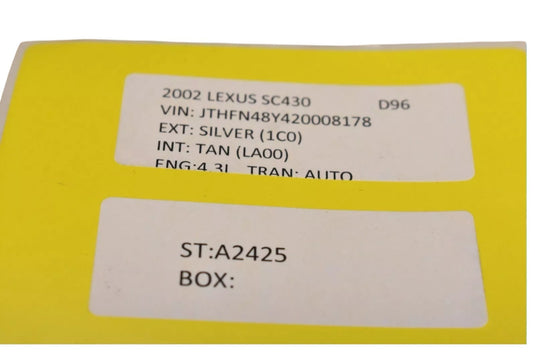 2002 LEXUS SC430 D96
VIN: JTHFN48Y420008178
EXT: SILVER (1C0)
INT: TAN (LA00)
ENG:4.3L TRAN: AUTO
ST:A2425
BOX: